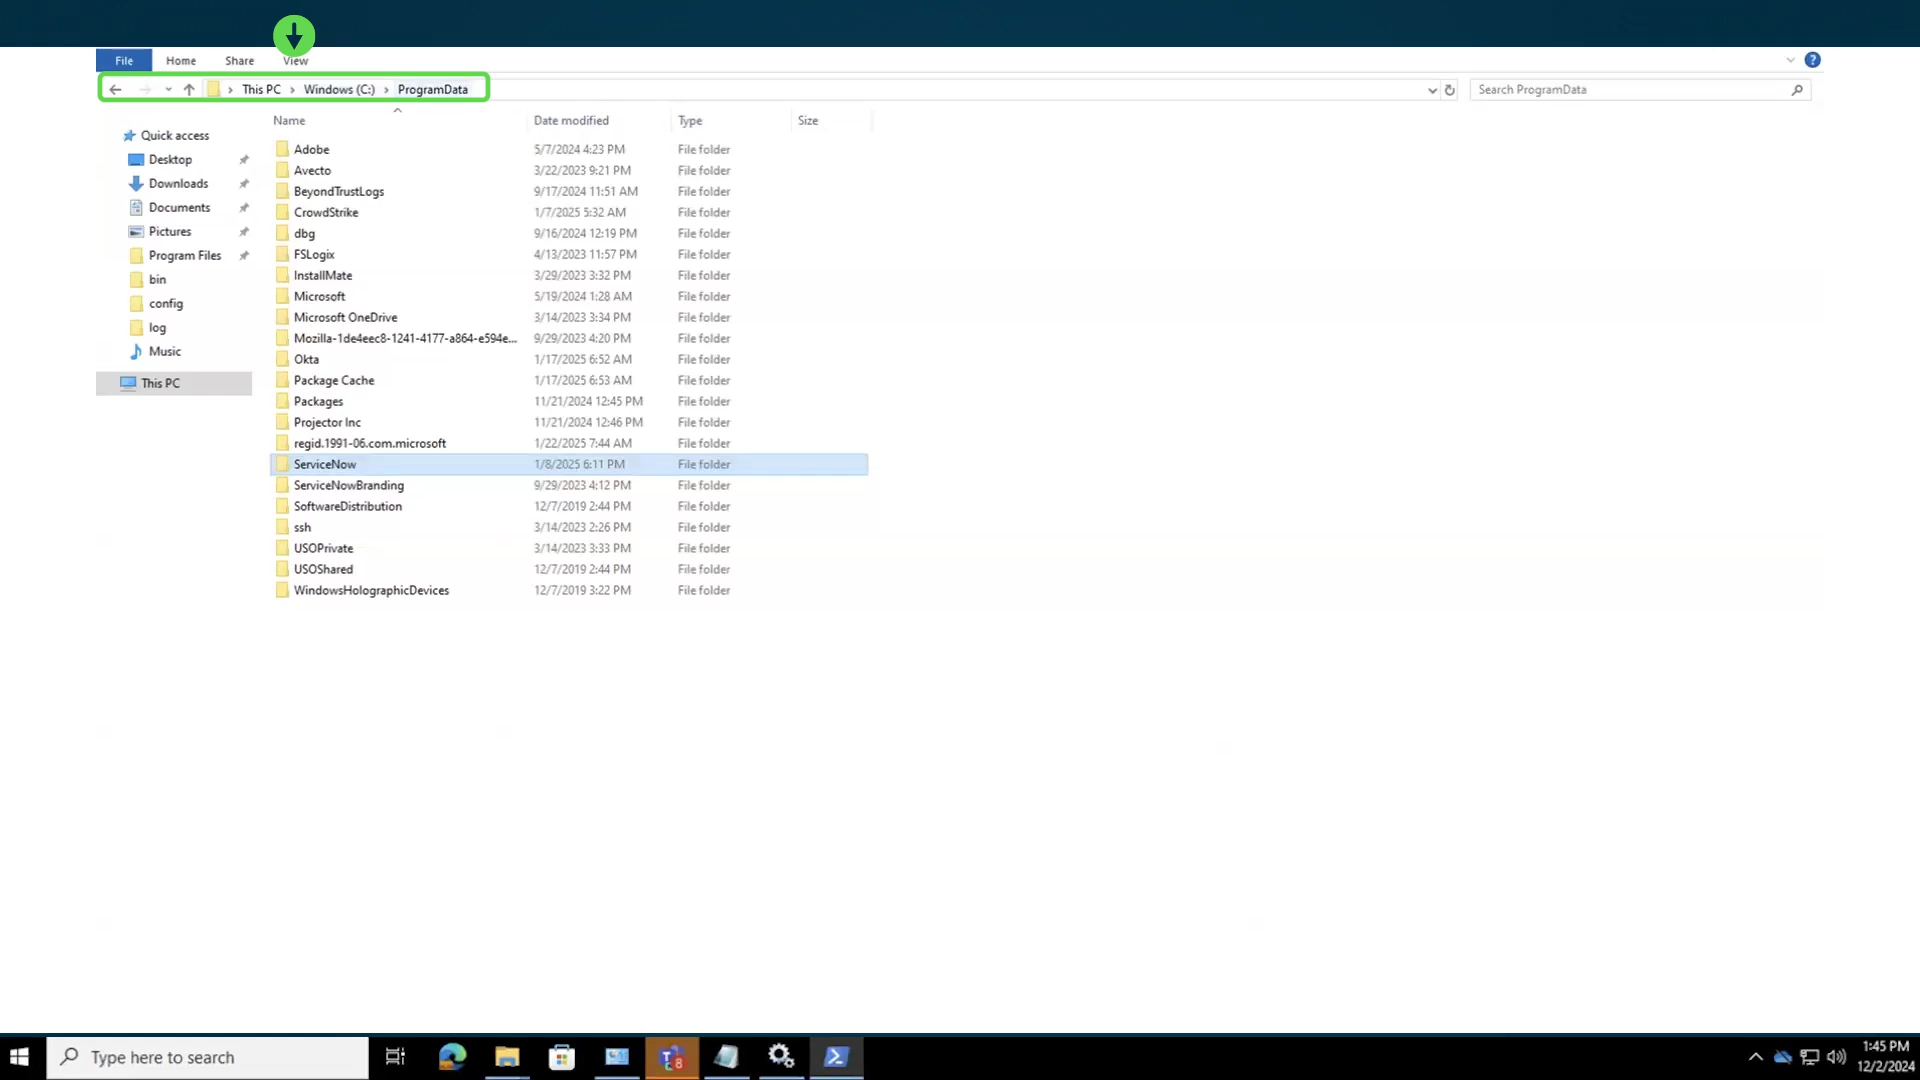 File Home Share View
This PC > Windows (C:) > ProgramData
Search ProgramData
Name Date modified Type Size
Quick access
Desktop
Downloads
Documents
Pictures
Program Files
bin
config
log
Music
This PC
Adobe 5/7/2024 4:23 PM File folder
Avecto 3/22/2023 9:21 PM File folder
BeyondTrustLogs 9/17/2024 11:51 AM File folder
CrowdStrike 1/7/2025 5:32 AM File folder
dbg 9/16/2024 12:19 PM File folder
FSLogix 4/13/2023 11:57 PM File folder
InstallMate 3/29/2023 3:32 PM File folder
Microsoft 5/19/2024 1:28 AM File folder
Microsoft OneDrive 3/14/2023 3:34 PM File folder
Mozilla-1de4eec8-1241-4177-a864-e594e... 9/29/2023 4:20 PM File folder
Okta 1/17/2025 6:52 AM File folder
Package Cache 1/17/2025 6:53 AM File folder
Packages 11/21/2024 12:45 PM File folder
Projector Inc 11/21/2024 12:46 PM File folder
regid.1991-06.com.microsoft 1/22/2025 7:44 AM File folder
ServiceNow 1/8/2025 6:11 PM File folder
ServiceNowBranding 9/29/2023 4:12 PM File folder
SoftwareDistribution 12/7/2019 2:44 PM File folder
ssh 3/14/2023 2:26 PM File folder
USOPrivate 3/14/2023 3:33 PM File folder
USOShared 12/7/2019 2:44 PM File folder
WindowsHolographicDevices 12/7/2019 3:22 PM File folder
Type here to search
8
1:45 PM
12/2/2024